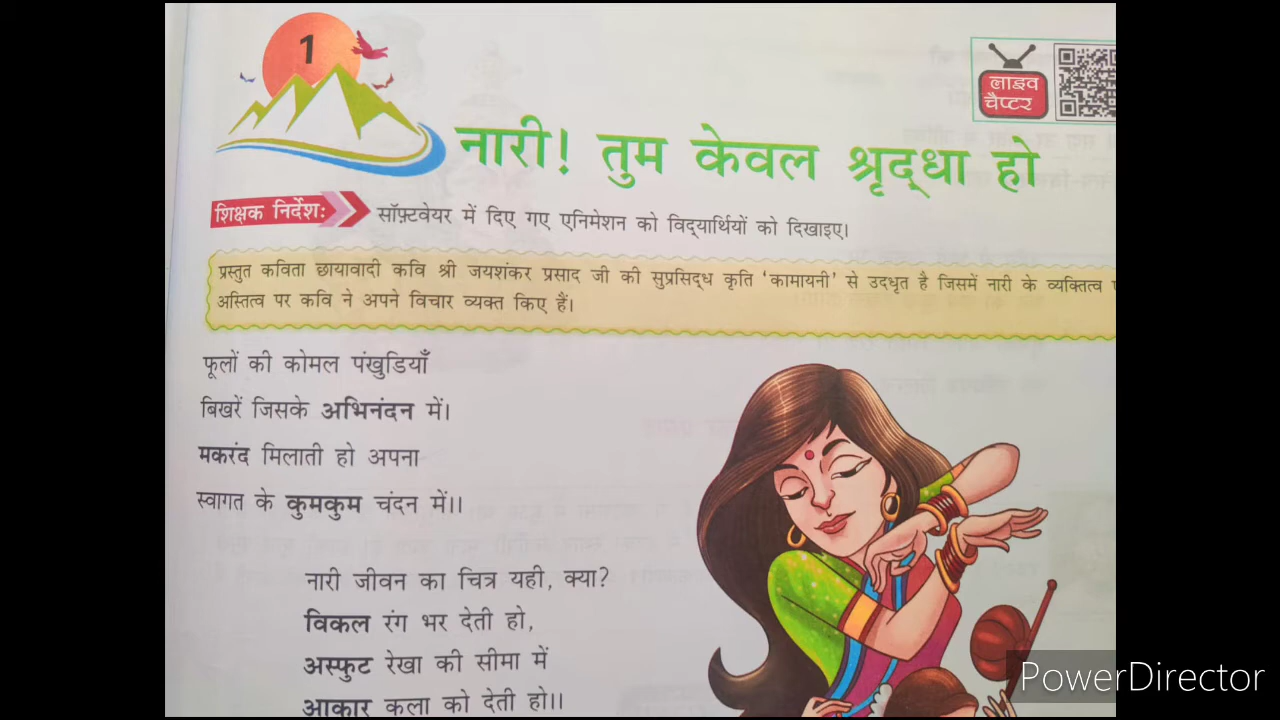 1
लाइव
चैप्टर
नारी! तुम केवल श्रृद्धा हो
शिक्षक निर्देशः सॉफ़्टवेयर में दिए गए एनिमेशन को विद्यार्थियों को दिखाइए।
प्रस्तुत कविता छायावादी कवि श्री जयशंकर प्रसाद जी की सुप्रसिद्ध कृति ‘कामायनी’ से उदधृत है जिसमें नारी के व्यक्तित्व
अस्तित्व पर कवि ने अपने विचार व्यक्त किए हैं।
फूलों की कोमल पंखुडियाँ
बिखरें जिसके अभिनंदन में।
मकरंद मिलाती हो अपना
स्वागत के कुमकुम चंदन में।।
नारी जीवन का चित्र यही, क्या?
विकल रंग भर देती हो,
अस्फुट रेखा की सीमा में
आकार कला को देती हो।।
PowerDirector